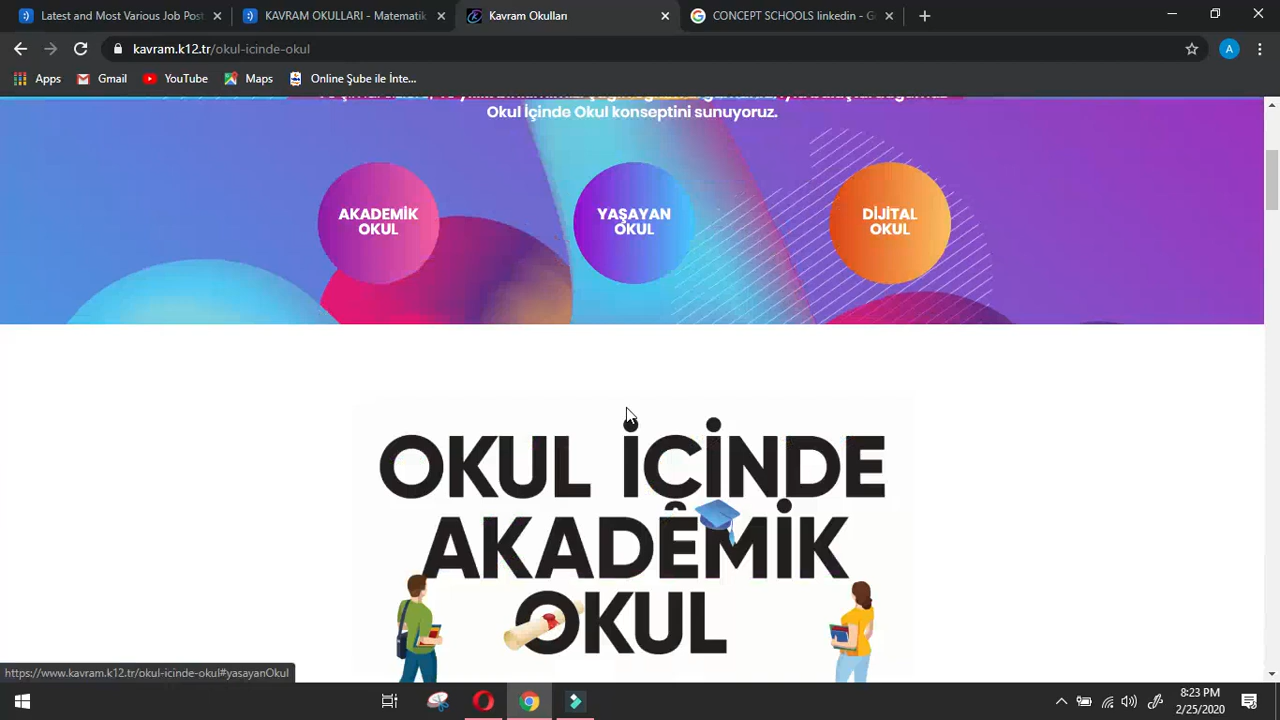 Latest and Most Various Job Post
KAVRAM OKULLARI - Matematik
Kavram Okulları
CONCEPT SCHOOLS linkedin - G
kavram.k12.tr/okul-icinde-okul
A
Apps
Gmail
YouTube
Maps
Online Şube ile İnte...
Okul İçinde Okul konseptini sunuyoruz.
AKADEMİK
OKUL
YAŞAYAN
OKUL
DİJİTAL
OKUL
OKUL İÇİNDE
AKADEMİK
OKUL
https://www.kavram.k12.tr/okul-icinde-okul#yasayanOkul
8:23 PM
2/25/2020